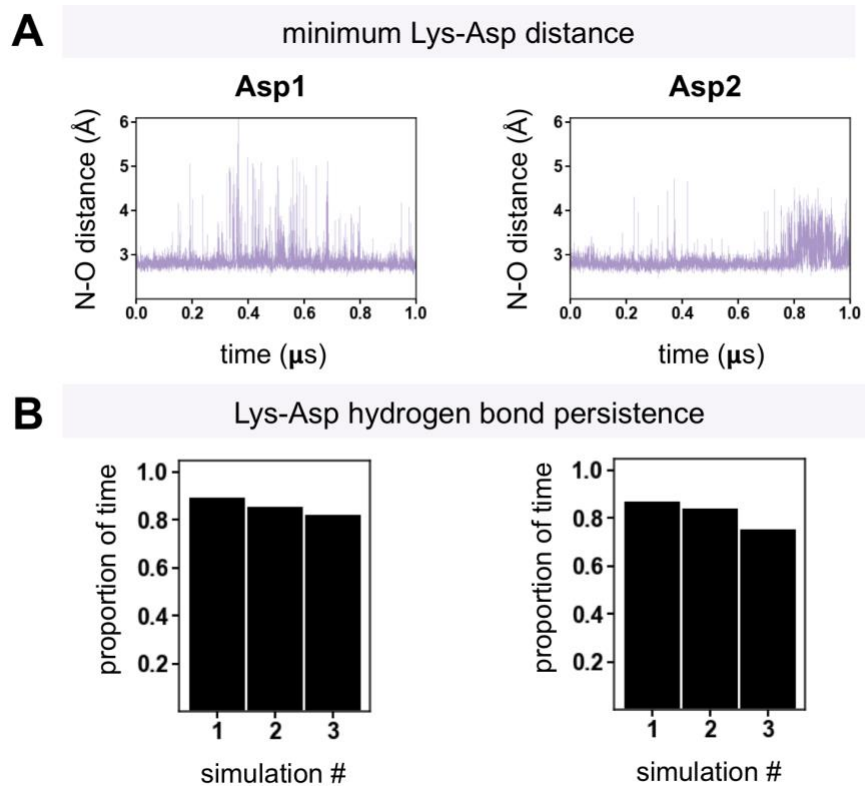 A
minimum Lys-Asp distance
Asp1
Asp2
N-O distance (Å)
6
5
4
3
0.0 0.2 0.4 0.6 0.8 1.0
time (μs)
N-O distance (Å)
6
5
4
3
0.0 0.2 0.4 0.6 0.8 1.0
time (μs)
B
Lys-Asp hydrogen bond persistence
proportion of time
1.0
0.8
0.6
0.4
0.2
1 2 3
simulation #
proportion of time
1.0
0.8
0.6
0.4
0.2
1 2 3
simulation #